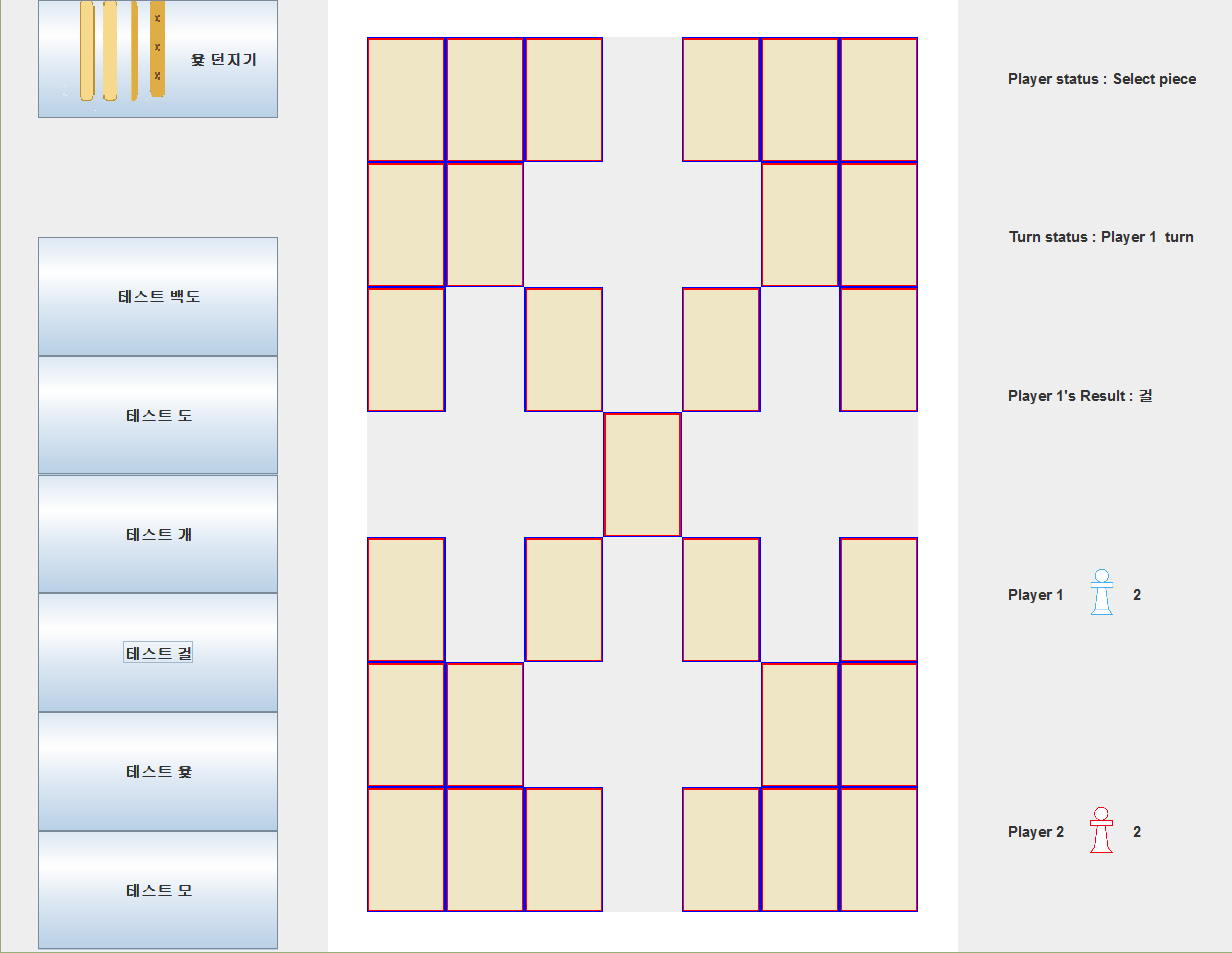 윷 던지기
테스트 백도
테스트 도
테스트 개
테스트 걸
테스트 윷
테스트 모
Player status : Select piece
Turn status : Player 1 turn
Player 1's Result : 걸
Player 1 2
Player 2 2